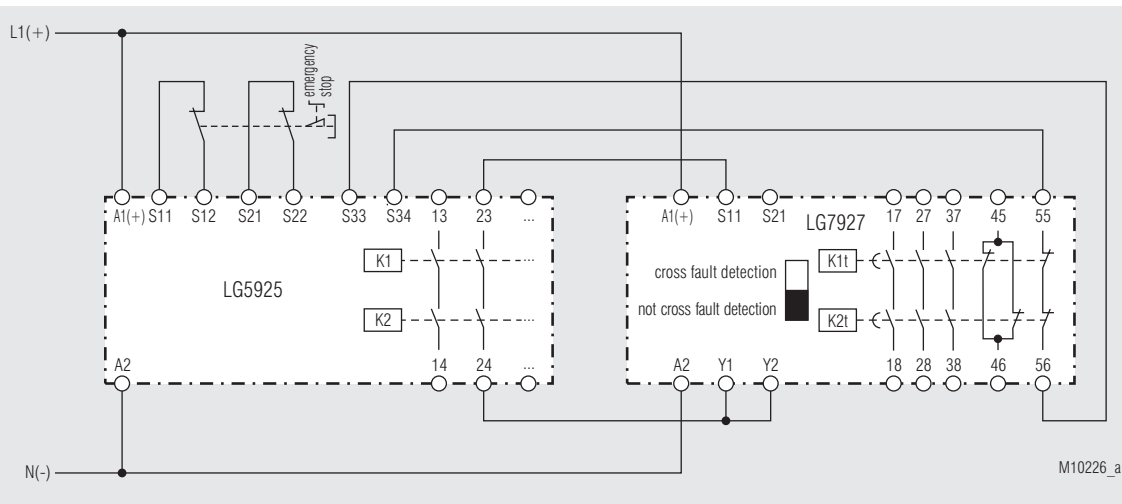 L1(+)
emergency
stop
A1(+) S11 S12 S21 S22 S33 S34 13 23 ...
A1(+) S11 S21 17 27 37 45 55
LG7927
K1
K1t
cross fault detection
LG5925
not cross fault detection
K2
K2t
A2 14 24 ...
A2 Y1 Y2 18 28 38 46 56
N(-)
M10226_a